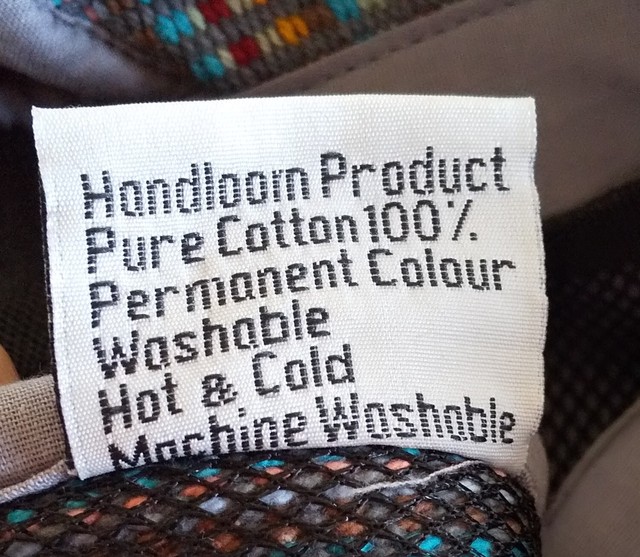 Handloom Product
Pure Cotton 100%
Permanent Colour
Washable
Hot & Cold
Machine Washable